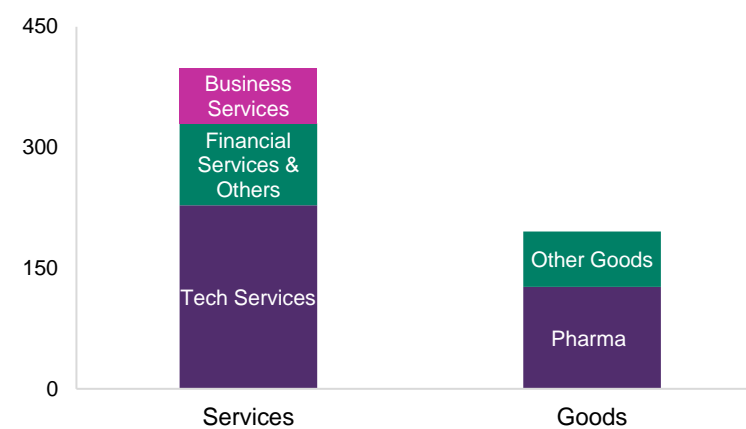 450
300
150
0
Business
Services
Financial
Services &
Others
Tech Services
Other Goods
Pharma
Services
Goods